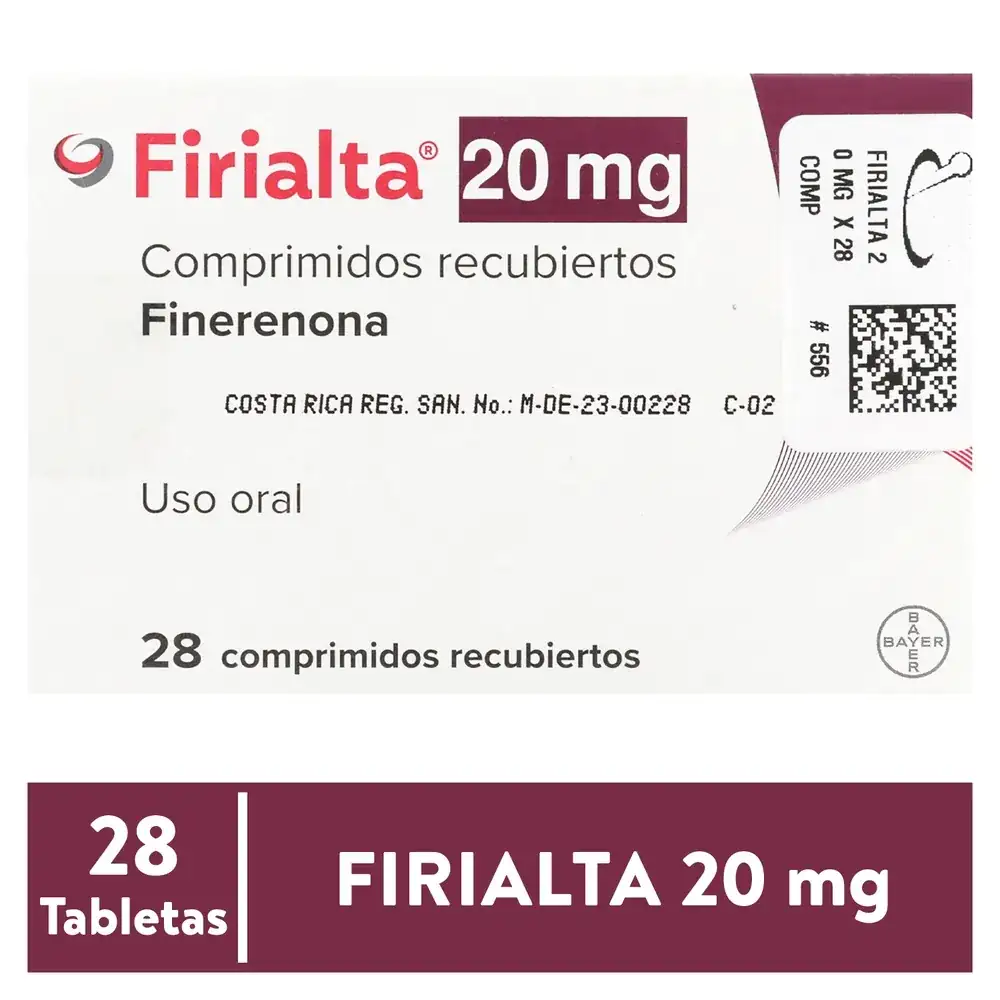 Firialta® 20 mg
Comprimidos recubiertos
Finerenona
COSTA RICA REG. SAN. No.: M-DE-23-00228 C-02
Uso oral
28 comprimidos recubiertos
FIRIALTA 2
0 MG X 28
COMP
# 556
BAYER
BAYER
28
Tabletas
FIRIALTA 20 mg